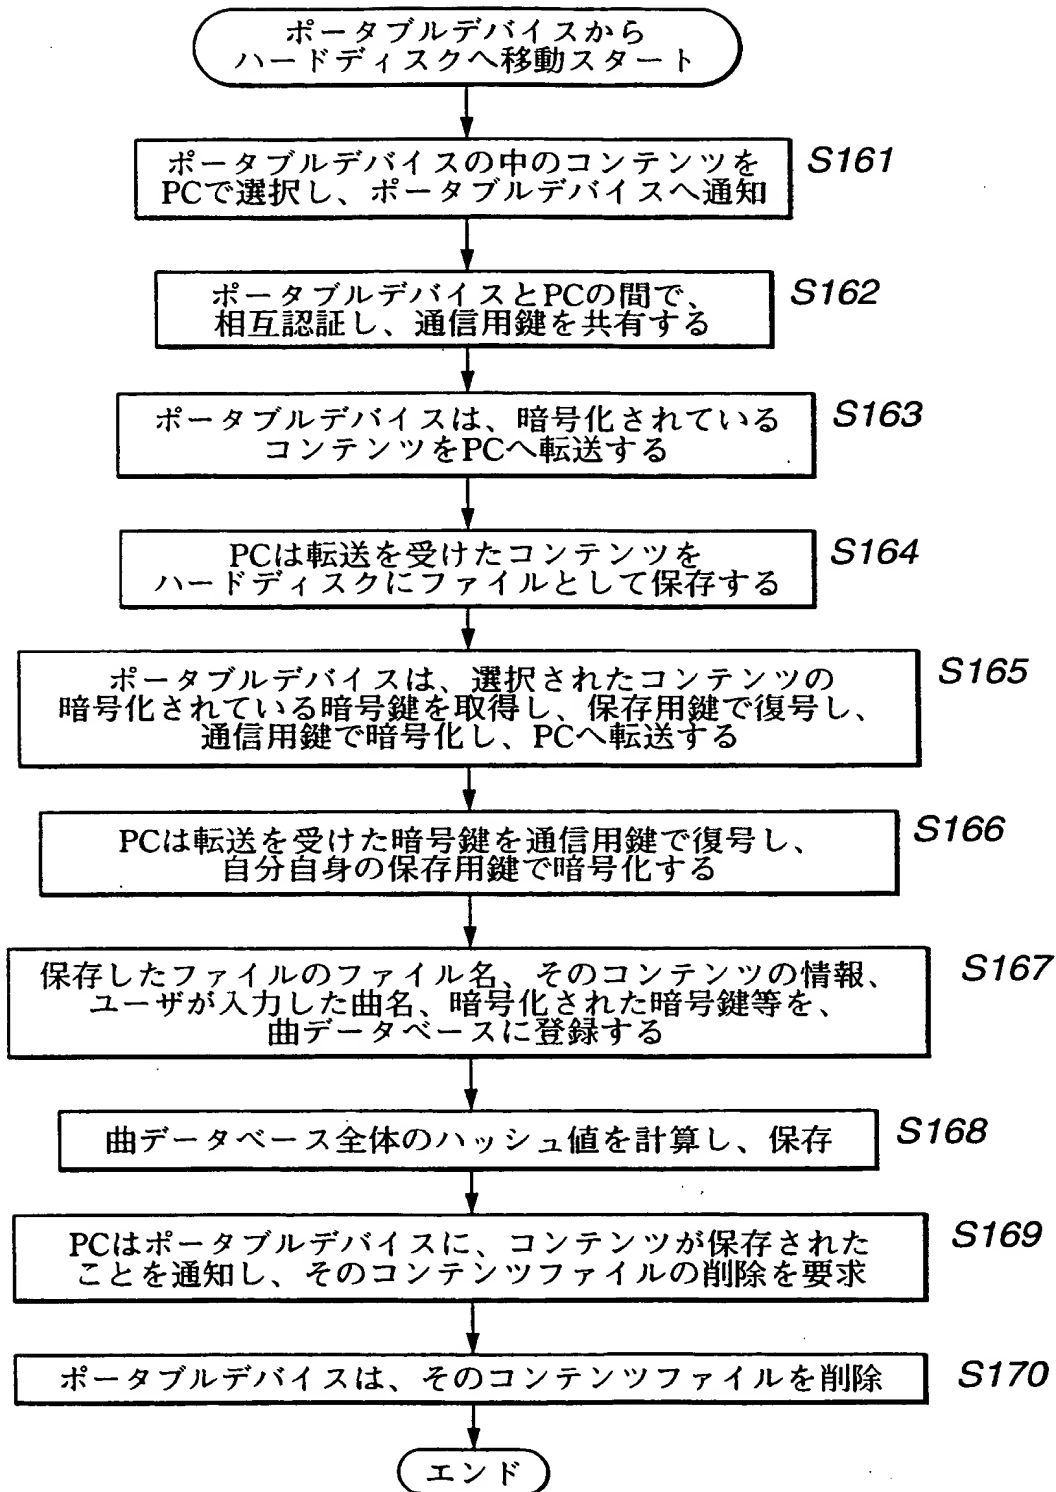 ポータブルデバイスから
ハードディスクへ移動スタート
ポータブルデバイスの中のコンテンツを
PCで選択し、ポータブルデバイスへ通知
S161
ポータブルデバイスとPCの間で、
相互認証し、通信用鍵を共有する
S162
ポータブルデバイスは、暗号化されている
コンテンツをPCへ転送する
S163
PCは転送を受けたコンテンツを
ハードディスクにファイルとして保存する
S164
ポータブルデバイスは、選択されたコンテンツの
暗号化されている暗号鍵を取得し、保存用鍵で復号し、
通信用鍵で暗号化し、PCへ転送する
S165
PCは転送を受けた暗号鍵を通信用鍵で復号し、
自分自身の保存用鍵で暗号化する
S166
保存したファイルのファイル名、そのコンテンツの情報、
ユーザが入力した曲名、暗号化された暗号鍵等を、
曲データベースに登録する
S167
曲データベース全体のハッシュ値を計算し、保存
S168
PCはポータブルデバイスに、コンテンツが保存された
ことを通知し、そのコンテンツファイルの削除を要求
S169
ポータブルデバイスは、そのコンテンツファイルを削除
S170
エンド